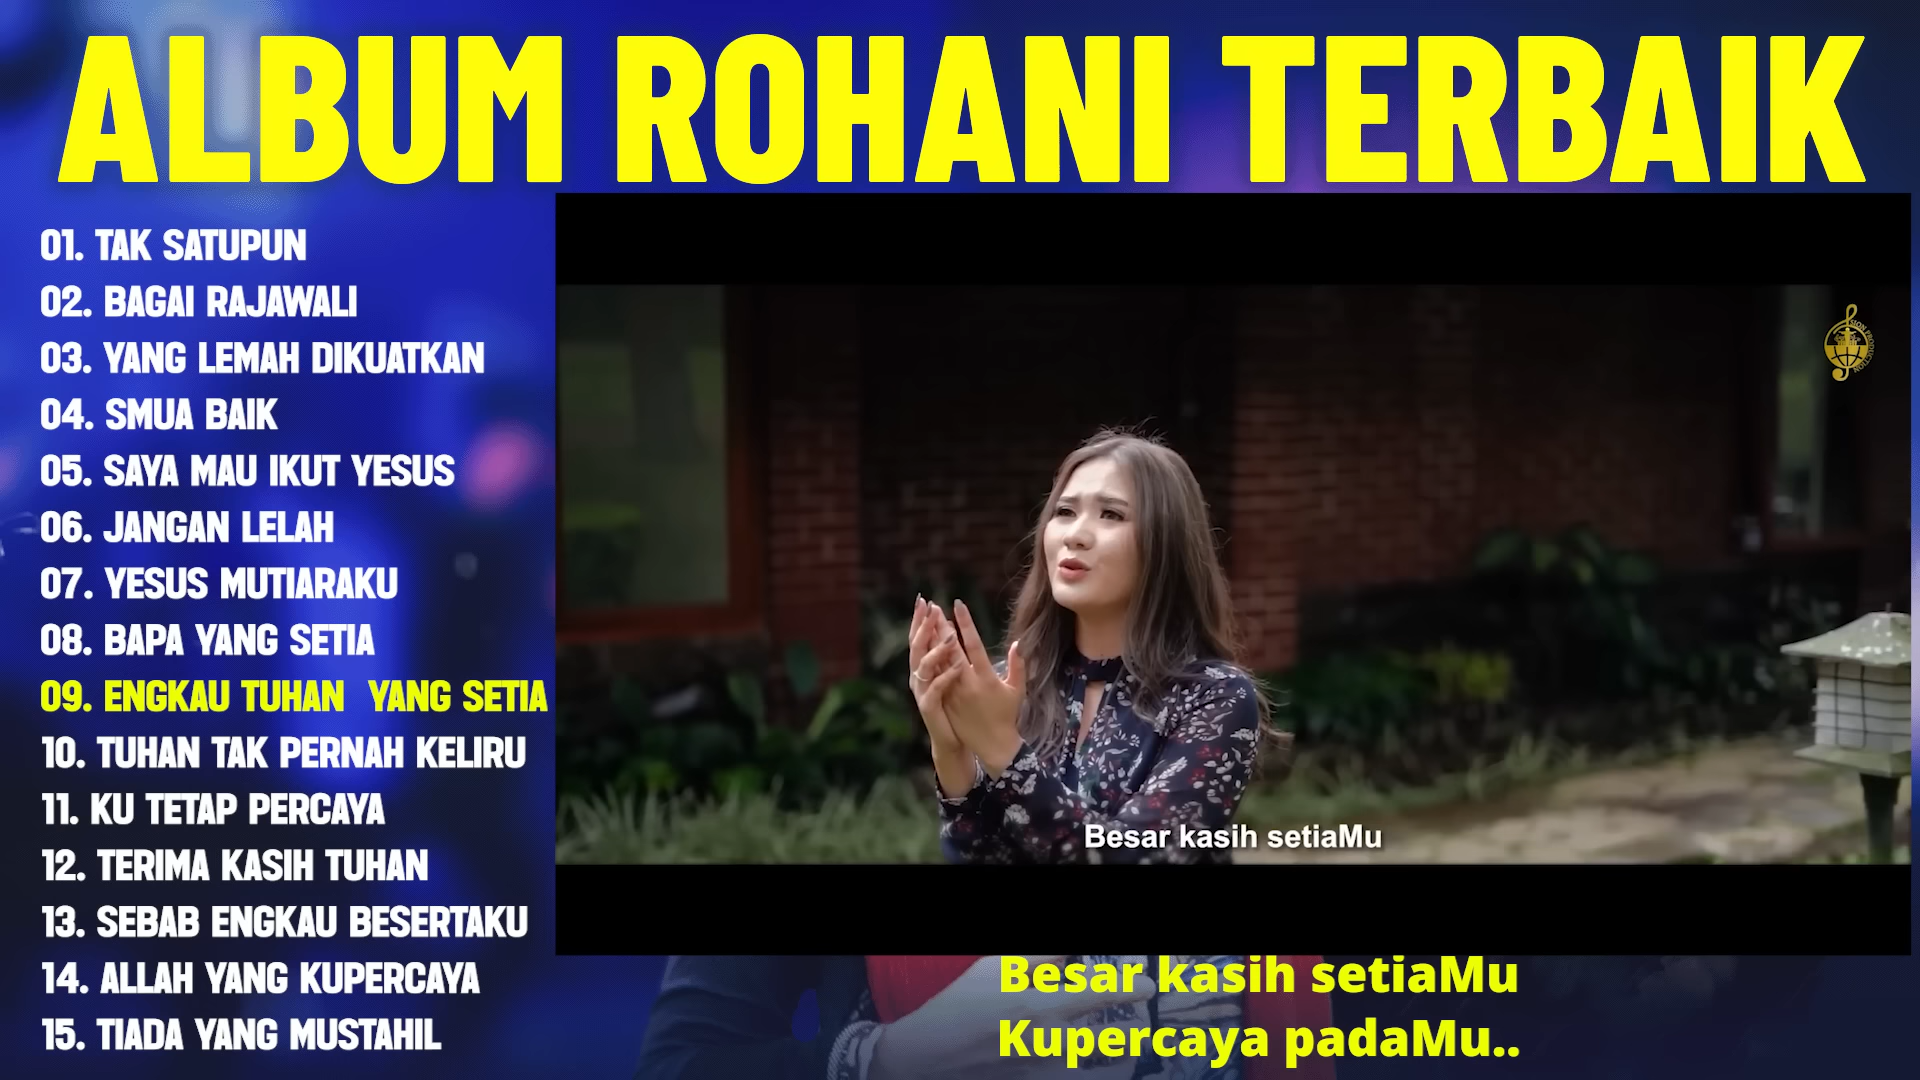 ALBUM ROHANI TERBAIK
01. TAK SATUPUN
02. BAGAI RAJAWALI
03. YANG LEMAH DIKUATKAN
04. SMUA BAIK
05. SAYA MAU IKUT YESUS
06. JANGAN LELAH
07. YESUS MUTIARAKU
08. BAPA YANG SETIA
09. ENGKAU TUHAN YANG SETIA
10. TUHAN TAK PERNAH KELIRU
11. KU TETAP PERCAYA
12. TERIMA KASIH TUHAN
13. SEBAB ENGKAU BESERTAKU
14. ALLAH YANG KUPERCAYA
15. TIADA YANG MUSTAHIL
SION PRODUCTION
Besar kasih setiaMu
Besar kasih setiaMu
Kupercaya padaMu..